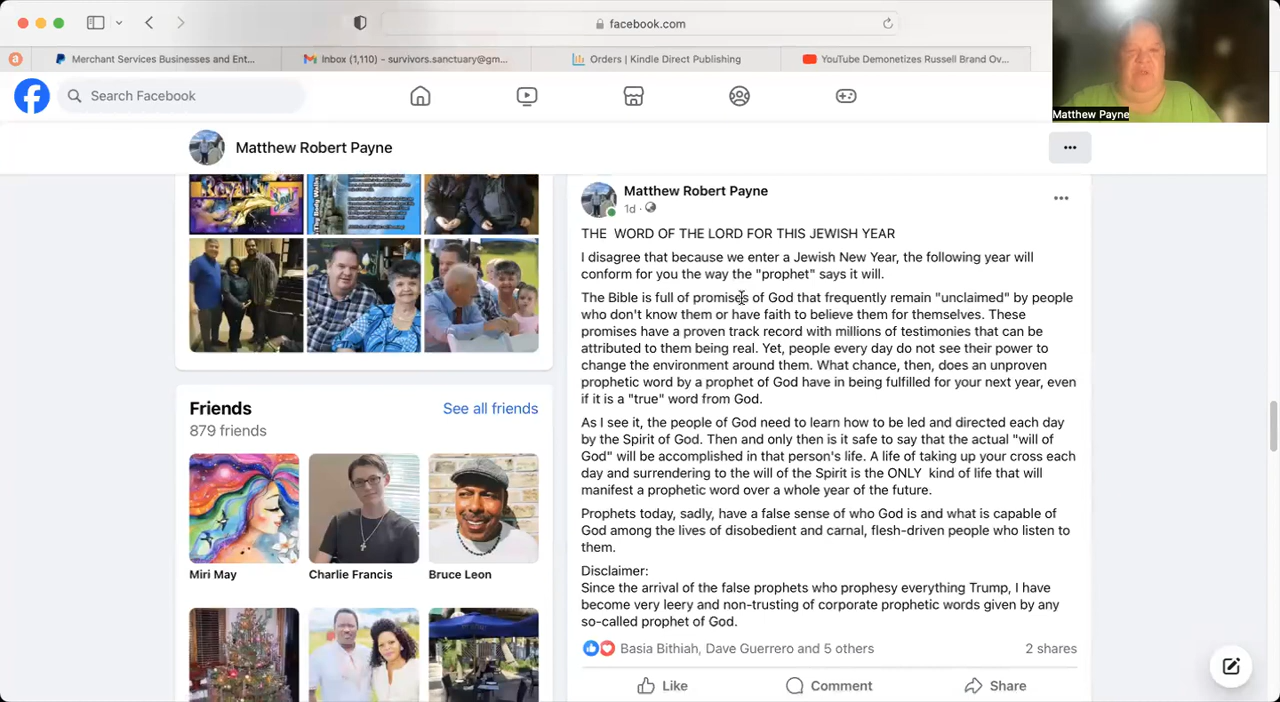 facebook.com
Merchant Services Businesses and Ent...
Inbox (1,110) - survivors.sanctuary@gm...
Orders | Kindle Direct Publishing
YouTube Demonetizes Russell Brand Ov...
Search Facebook
Matthew Payne
Matthew Robert Payne
Matthew Robert Payne
1d
THE WORD OF THE LORD FOR THIS JEWISH YEAR
I disagree that because we enter a Jewish New Year, the following year will
conform for you the way the "prophet" says it will.
The Bible is full of promises of God that frequently remain "unclaimed" by people
who don't know them or have faith to believe them for themselves. These
promises have a proven track record with millions of testimonies that can be
attributed to them being real. Yet, people every day do not see their power to
change the environment around them. What chance, then, does an unproven
prophetic word by a prophet of God have in being fulfilled for your next year, even
if it is a "true" word from God.
As I see it, the people of God need to learn how to be led and directed each day
by the Spirit of God. Then and only then is it safe to say that the actual "will of
God" will be accomplished in that person's life. A life of taking up your cross each
day and surrendering to the will of the Spirit is the ONLY kind of life that will
manifest a prophetic word over a whole year of the future.
Prophets today, sadly, have a false sense of who God is and what is capable of
God among the lives of disobedient and carnal, flesh-driven people who listen to
them.
Disclaimer:
Since the arrival of the false prophets who prophesy everything Trump, I have
become very leery and non-trusting of corporate prophetic words given by any
so-called prophet of God.
Basia Bithiah, Dave Guerrero and 5 others
2 shares
Like
Comment
Share
Friends
See all friends
879 friends
Miri May
Charlie Francis
Bruce Leon